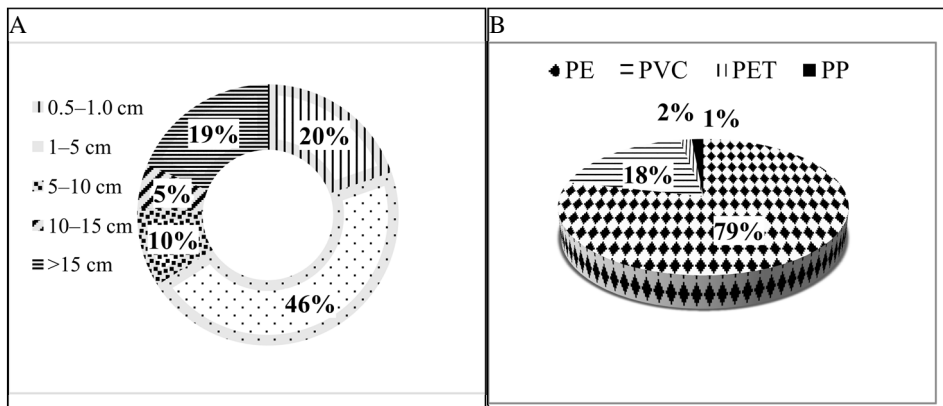 A
0.5–1.0 cm
1–5 cm
5–10 cm
10–15 cm
>15 cm
20%
46%
10%
5%
19%
B
PE PVC PET PP
2% 1%
18%
79%